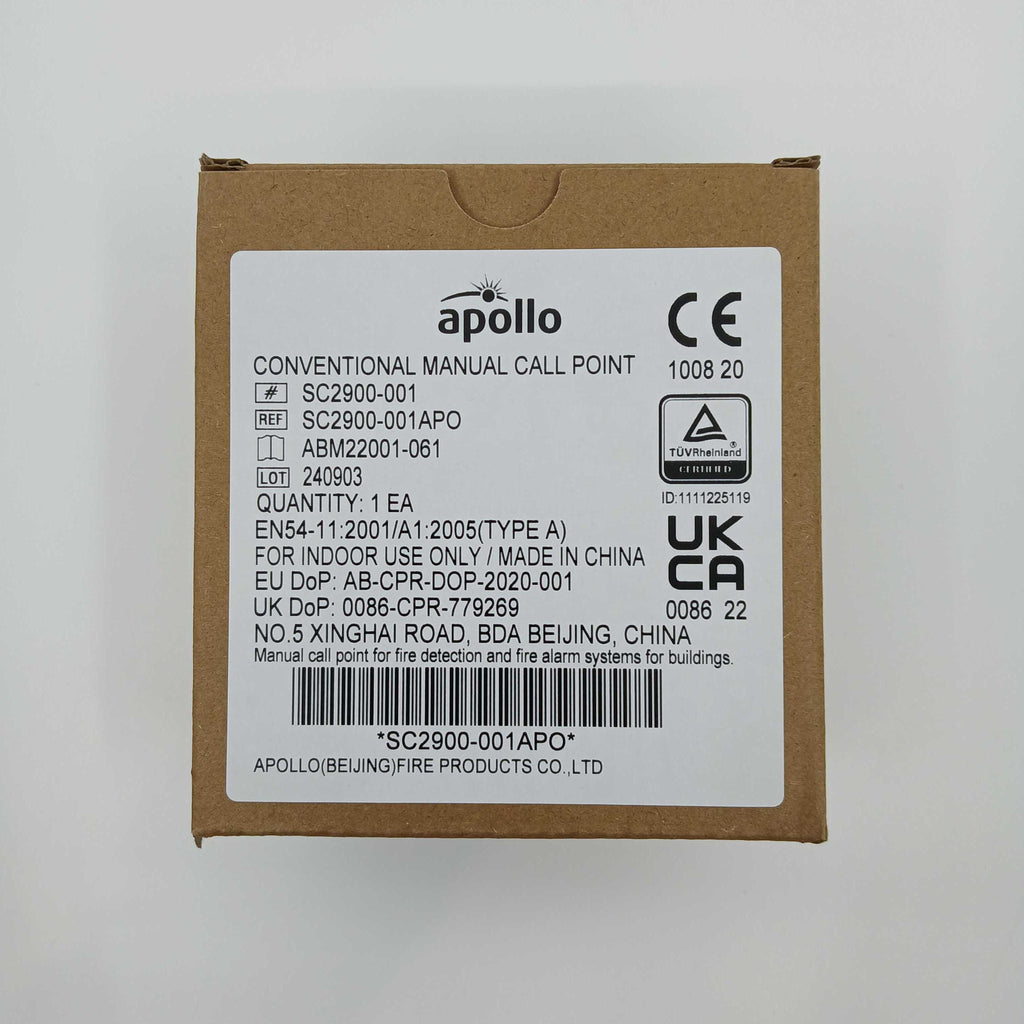 apollo
CE
CONVENTIONAL MANUAL CALL POINT
1008 20
# SC2900-001
REF SC2900-001APO
ABM22001-061
LOT 240903
TÜVRheinland®
CERTIFIED
ID:1111225119
QUANTITY: 1 EA
EN54-11:2001/A1:2005(TYPE A)
FOR INDOOR USE ONLY / MADE IN CHINA
UK
CA
EU DoP: AB-CPR-DOP-2020-001
UK DoP: 0086-CPR-779269
0086 22
NO.5 XINGHAI ROAD, BDA BEIJING, CHINA
Manual call point for fire detection and fire alarm systems for buildings.
*SC2900-001APO*
APOLLO(BEIJING)FIRE PRODUCTS CO.,LTD